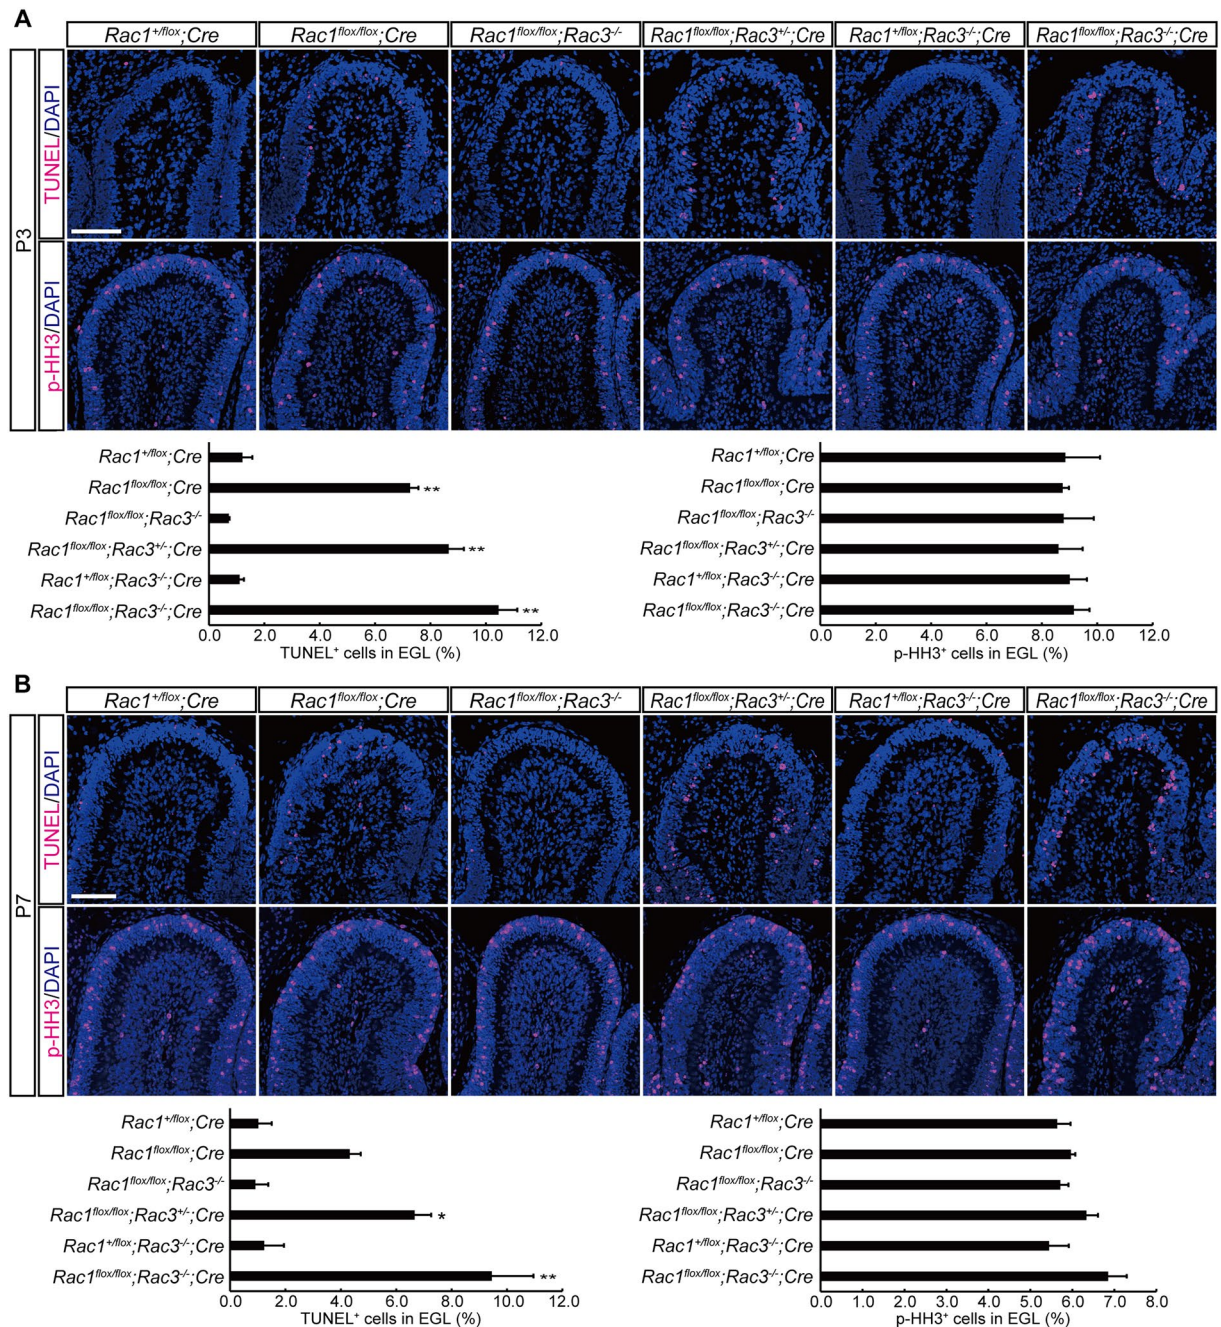 A
Rac1+/flox;Cre
Rac1flox/flox;Cre
Rac1flox/flox;Rac3-/-
Rac1flox/flox;Rac3+/-;Cre
Rac1+/flox;Rac3-/-;Cre
Rac1flox/flox;Rac3-/-;Cre
P3
TUNEL/DAPI
p-HH3/DAPI
Rac1+/flox;Cre
Rac1flox/flox;Cre **
Rac1flox/flox;Rac3-/-
Rac1flox/flox;Rac3+/-;Cre **
Rac1+/flox;Rac3-/-;Cre
Rac1flox/flox;Rac3-/-;Cre **
0.0 2.0 4.0 6.0 8.0 10.0 12.0
TUNEL+ cells in EGL (%)
Rac1+/flox;Cre
Rac1flox/flox;Cre
Rac1flox/flox;Rac3-/-
Rac1flox/flox;Rac3+/-;Cre
Rac1+/flox;Rac3-/-;Cre
Rac1flox/flox;Rac3-/-;Cre
0.0 2.0 4.0 6.0 8.0 10.0 12.0
p-HH3+ cells in EGL (%)
B
Rac1+/flox;Cre
Rac1flox/flox;Cre
Rac1flox/flox;Rac3-/-
Rac1flox/flox;Rac3+/-;Cre
Rac1+/flox;Rac3-/-;Cre
Rac1flox/flox;Rac3-/-;Cre
P7
TUNEL/DAPI
p-HH3/DAPI
Rac1+/flox;Cre
Rac1flox/flox;Cre
Rac1flox/flox;Rac3-/-
Rac1flox/flox;Rac3+/-;Cre *
Rac1+/flox;Rac3-/-;Cre
Rac1flox/flox;Rac3-/-;Cre **
0.0 2.0 4.0 6.0 8.0 10.0 12.0
TUNEL+ cells in EGL (%)
Rac1+/flox;Cre
Rac1flox/flox;Cre
Rac1flox/flox;Rac3-/-
Rac1flox/flox;Rac3+/-;Cre
Rac1+/flox;Rac3-/-;Cre
Rac1flox/flox;Rac3-/-;Cre
0.0 1.0 2.0 3.0 4.0 5.0 6.0 7.0 8.0
p-HH3+ cells in EGL (%)